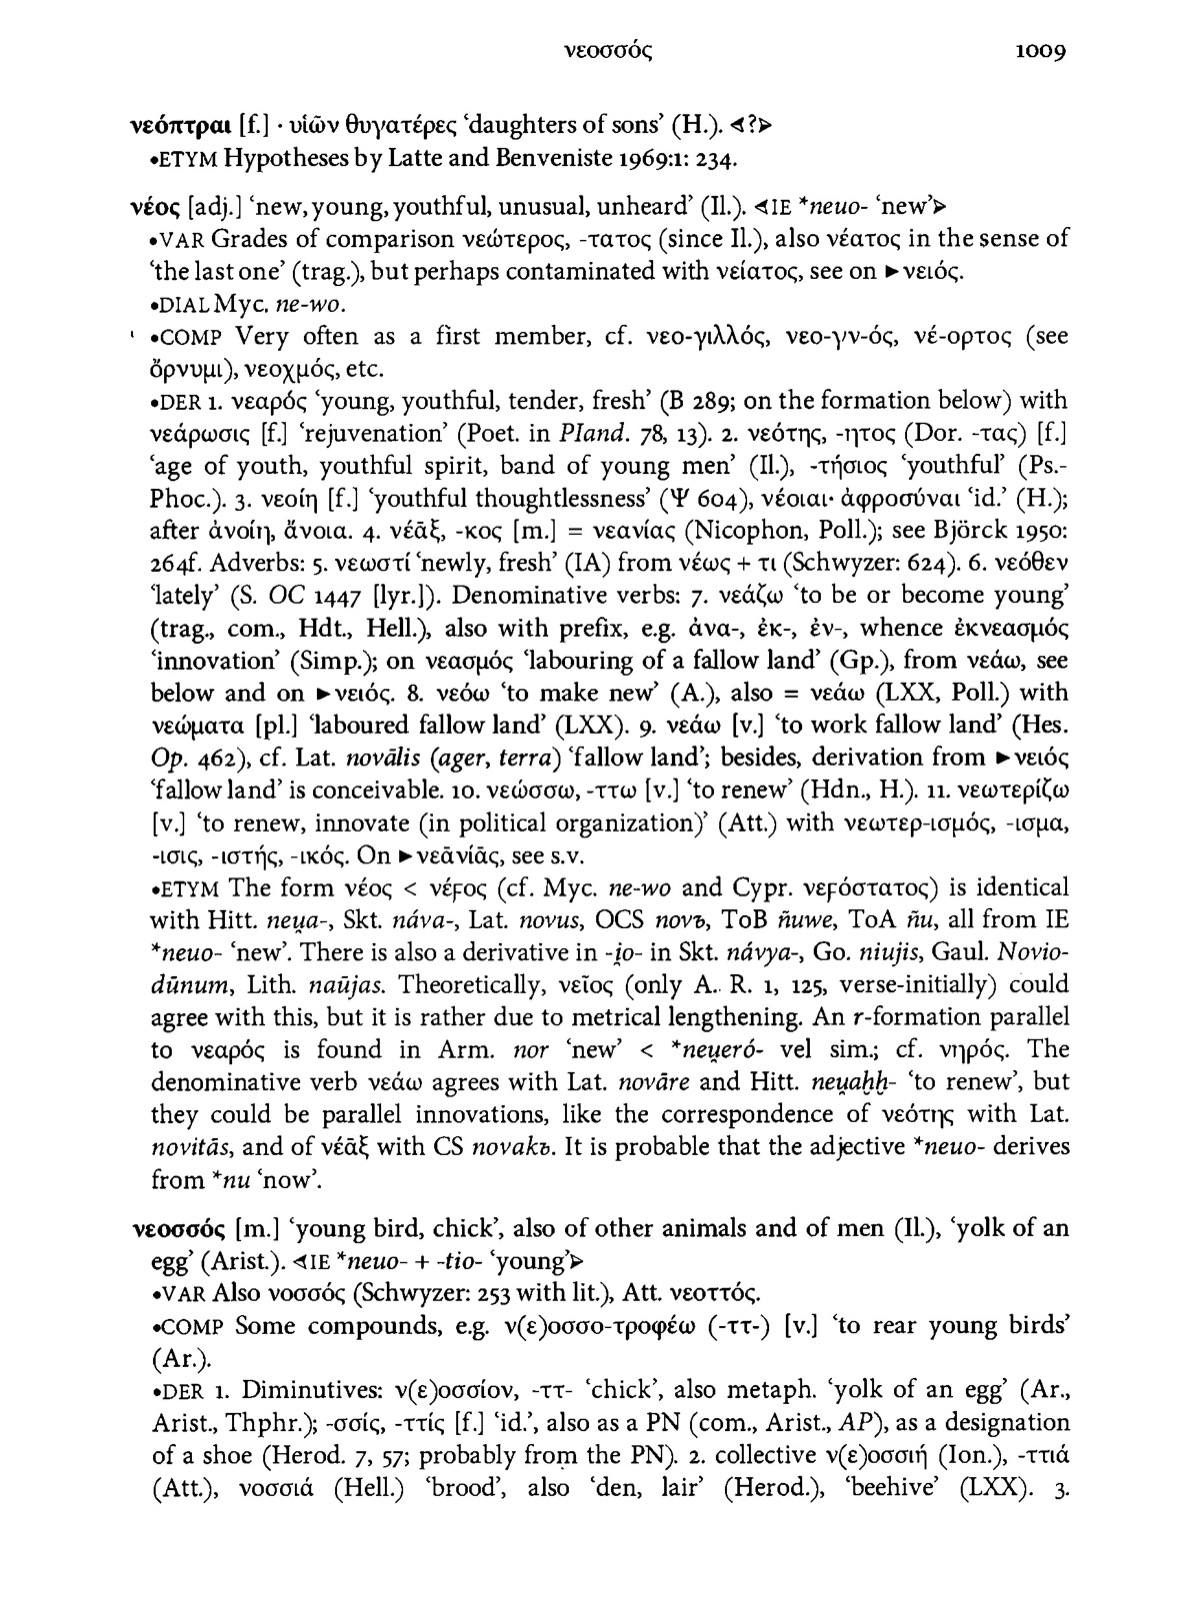 νεοσσός 1009
νεόπτραι [f.] · υἱῶν θυγατέρες ‘daughters of sons’ (H.). ⊲?⊳
•ETYM Hypotheses by Latte and Benveniste 1969:1: 234.
νέος [adj.] ‘new, young, youthful, unusual, unheard’ (Il.). ⊲IE *neuo- ‘new’⊳
•VAR Grades of comparison νεώτερος, -τατος (since Il.), also νέατος in the sense of
‘the last one’ (trag.), but perhaps contaminated with νείατος, see on ►νειός.
•DIAL Myc. ne-wo.
•COMP Very often as a first member, cf. νεο-γιλλός, νεο-γν-ός, νέ-ορτος (see
ὄρνυμι), νεοχμός, etc.
•DER 1. νεαρός ‘young, youthful, tender, fresh’ (B 289; on the formation below) with
νεάρωσις [f.] ‘rejuvenation’ (Poet. in PIand. 78, 13). 2. νεότης, -ητος (Dor. -τας) [f.]
‘age of youth, youthful spirit, band of young men’ (Il.), -τήσιος ‘youthful’ (Ps.-
Phoc.). 3. νεοίη [f.] ‘youthful thoughtlessness’ (Ψ 604), νέοιαι· ἀφροσύναι ‘id.’ (H.);
after ἀνοίη, ἄνοια. 4. νέᾱξ, -κος [m.] = νεανίας (Nicophon, Poll.); see Björck 1950:
264f. Adverbs: 5. νεωστί ‘newly, fresh’ (IA) from νέως + τι (Schwyzer: 624). 6. νεόθεν
‘lately’ (S. OC 1447 [lyr.]). Denominative verbs: 7. νεάζω ‘to be or become young’
(trag., com., Hdt., Hell.), also with prefix, e.g. ἀνα-, ἐκ-, ἐν-, whence ἐκνεασμός
‘innovation’ (Simp.); on νεασμός ‘labouring of a fallow land’ (Gp.), from νεάω, see
below and on ►νειός. 8. νεόω ‘to make new’ (A.), also = νεάω (LXX, Poll.) with
νεώματα [pl.] ‘laboured fallow land’ (LXX). 9. νεάω [v.] ‘to work fallow land’ (Hes.
Op. 462), cf. Lat. novālis (ager, terra) ‘fallow land’; besides, derivation from ►νειός
‘fallow land’ is conceivable. 10. νεώσσω, -ττω [v.] ‘to renew’ (Hdn., H.). 11. νεωτερίζω
[v.] ‘to renew, innovate (in political organization)’ (Att.) with νεωτερ-ισμός, -ισμα,
-ισις, -ιστής, -ικός. On ►νεᾱνίᾱς, see s.v.
•ETYM The form νέος < νέϝος (cf. Myc. ne-wo and Cypr. νεϝόστατος) is identical
with Hitt. neu̯a-, Skt. náva-, Lat. novus, OCS novъ, ToB ñuwe, ToA ñu, all from IE
*neuo- ‘new’. There is also a derivative in -i̯o- in Skt. návya-, Go. niujis, Gaul. Novio-
dūnum, Lith. naũjas. Theoretically, νεῖος (only A. R. 1, 125, verse-initially) could
agree with this, but it is rather due to metrical lengthening. An r-formation parallel
to νεαρός is found in Arm. nor ‘new’ < *neu̯eró- vel sim.; cf. νηρός. The
denominative verb νεάω agrees with Lat. novāre and Hitt. neu̯aḫḫ- ‘to renew’, but
they could be parallel innovations, like the correspondence of νεότης with Lat.
novitās, and of νέᾱξ with CS novakъ. It is probable that the adjective *neuo- derives
from *nu ‘now’.
νεοσσός [m.] ‘young bird, chick’, also of other animals and of men (Il.), ‘yolk of an
egg’ (Arist.). ⊲IE *neuo- + -tio- ‘young’⊳
•VAR Also νοσσός (Schwyzer: 253 with lit.), Att. νεοττός.
•COMP Some compounds, e.g. ν(ε)οσσο-τροφέω (-ττ-) [v.] ‘to rear young birds’
(Ar.).
•DER 1. Diminutives: ν(ε)οσσίον, -ττ- ‘chick’, also metaph. ‘yolk of an egg’ (Ar.,
Arist., Thphr.); -σσίς, -ττίς [f.] ‘id.’, also as a PN (com., Arist., AP), as a designation
of a shoe (Herod. 7, 57; probably from the PN). 2. collective ν(ε)οσσιή (Ion.), -ττιά
(Att.), νοσσιά (Hell.) ‘brood’, also ‘den, lair’ (Herod.), ‘beehive’ (LXX). 3.